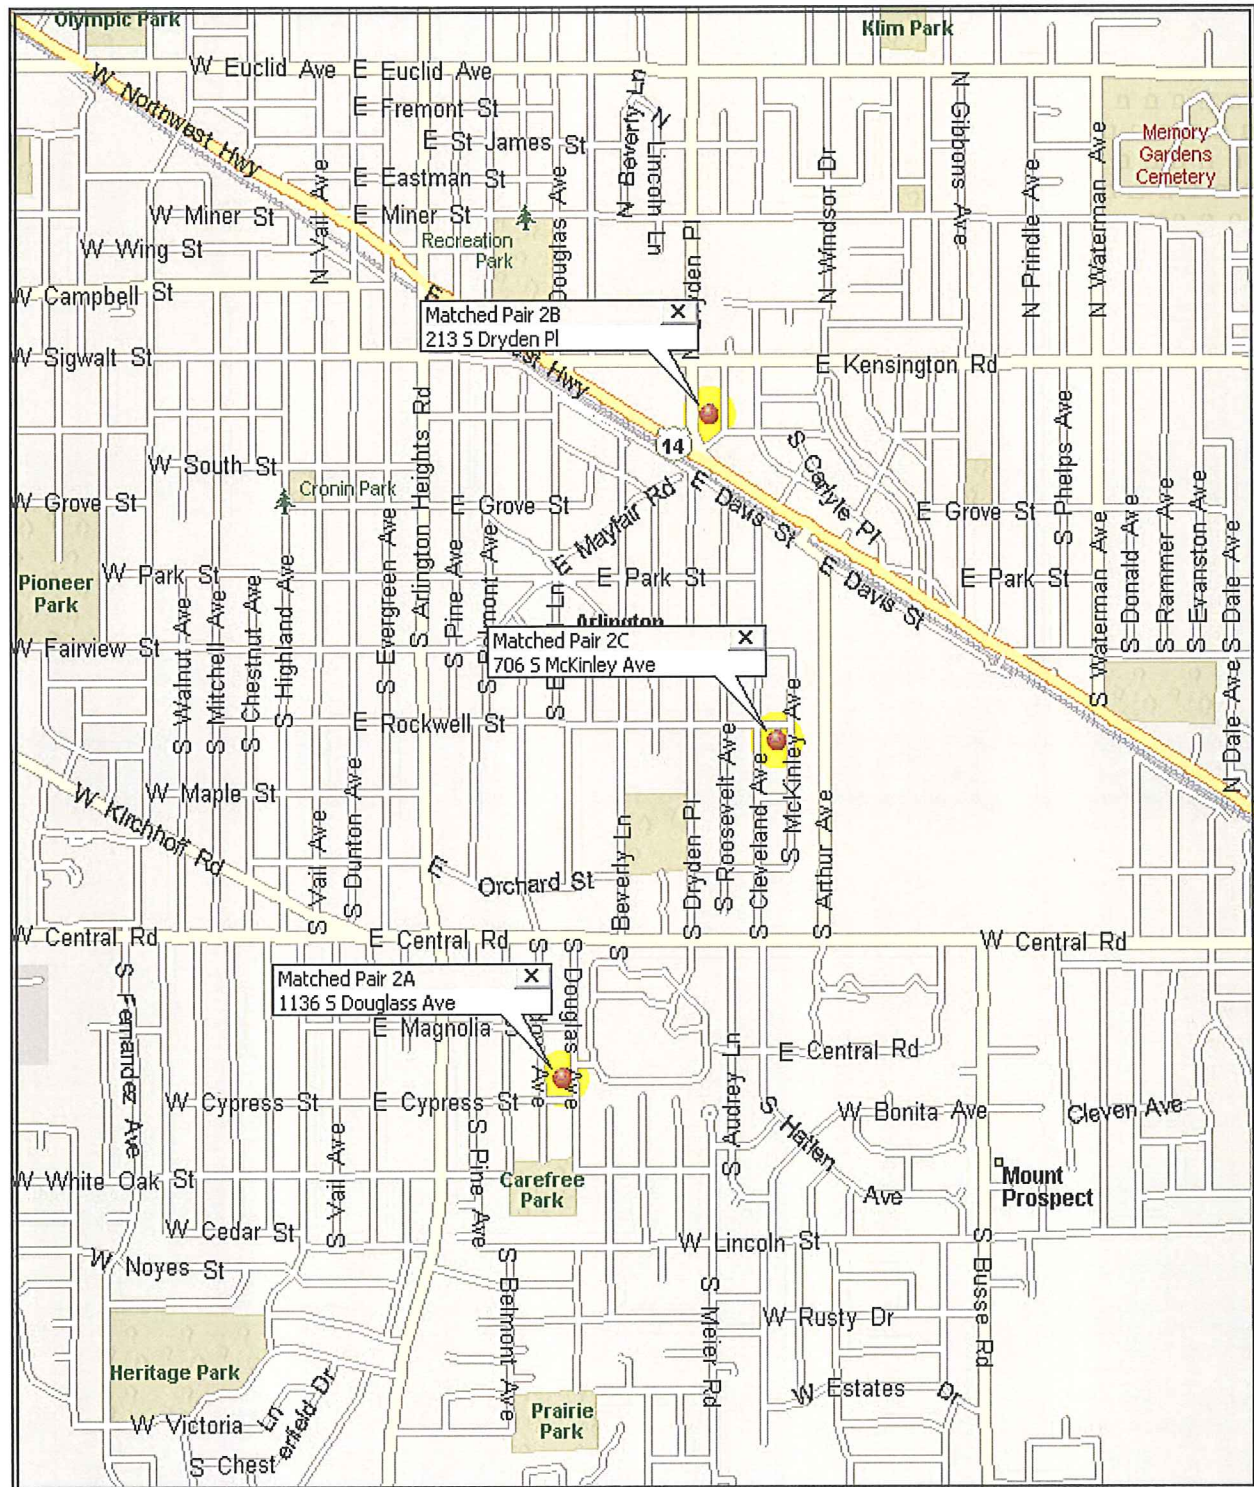 Olympic Park
Klim Park
W Euclid Ave
E Euclid Ave
W Northwest Hwy
E Fremont St
E St James St
N Beverly Ln
N Lincoln Ln
N Gibbons Ave
Memory
Gardens
Cemetery
N Vail Ave
E Eastman St
Douglas Ave
N Windsor Dr
N Prindle Ave
N Waterman Ave
W Miner St
E Miner St
Recreation
Park
W Wing St
W Campbell St
E
Matched Pair 2B
213 S Dryden Pl
W Sigwalt St
Hwy
E Kensington Rd
14
W South St
S Arlington Heights Rd
S Carlyle Pl
S Phelps Ave
Cronin Park
W Grove St
E Grove St
E Mayfair Rd
E Davis St
E Grove St
Pioneer
Park
W Park St
E Park St
E Davis St
E Park St
S Waterman Ave
S Donald Ave
S Rammer Ave
S Evanston Ave
S Dale Ave
N Dale Ave
Arlington
W Fairview St
S Walnut Ave
S Mitchell Ave
S Chestnut Ave
S Highland Ave
S Evergreen Ave
S Pine Ave
Matched Pair 2C
706 S McKinley Ave
E Rockwell St
W Maple St
W Kirchhoff Rd
S Vail Ave
S Dunton Ave
E Orchard St
S Beverly Ln
S Dryden Pl
S Roosevelt Ave
S Cleveland Ave
S McKinley Ave
S Arthur Ave
W Central Rd
E Central Rd
W Central Rd
S Fernandez Ave
Matched Pair 2A
1136 S Douglass Ave
S Douglas Ave
E Magnolia
E Central Rd
S Audrey Ln
W Cypress St
E Cypress St
S Hatlen Ave
W Bonita Ave
Cleven Ave
W White Oak St
S Vail Ave
S Pine Ave
Carefree
Park
Mount
Prospect
W Cedar St
W Noyes St
W Lincoln St
S Belmont Ave
S Meier Rd
W Rusty Dr
S Busse Rd
Heritage Park
W Estates Dr
W Victoria Ln
Prairie
Park
S Chesterfield Dr